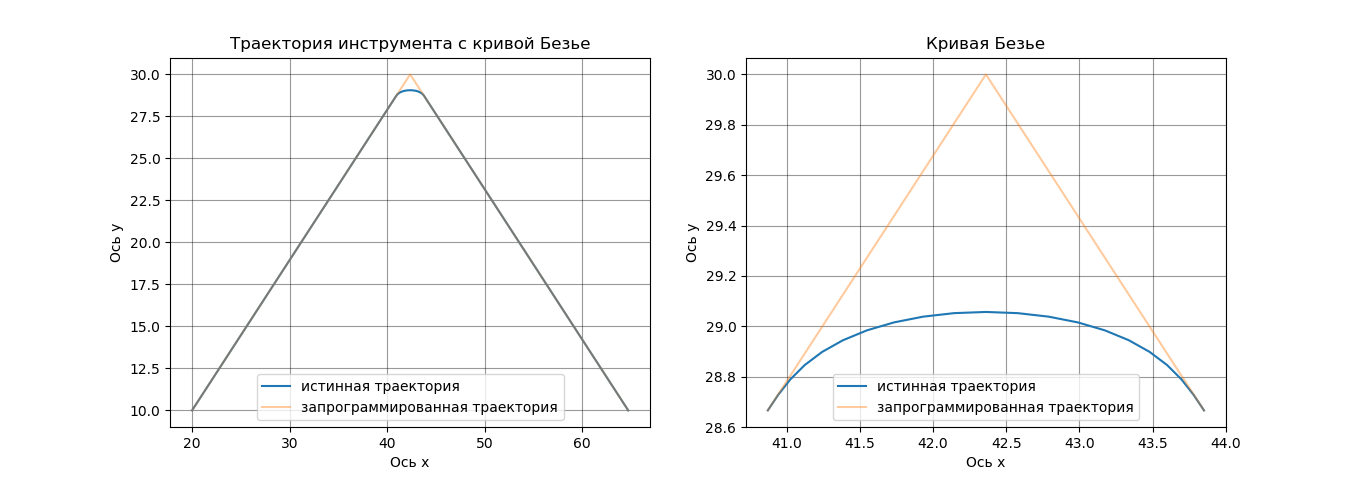 Траектория инструмента с кривой Безье
30.0
27.5
25.0
22.5
20.0
17.5
15.0
12.5
10.0
Ось y
истинная траектория
запрограммированная траектория
20
30
40
50
60
Ось x
Кривая Безье
30.0
29.8
29.6
29.4
29.2
29.0
28.8
28.6
Ось y
истинная траектория
запрограммированная траектория
41.0
41.5
42.0
42.5
43.0
43.5
44.0
Ось x